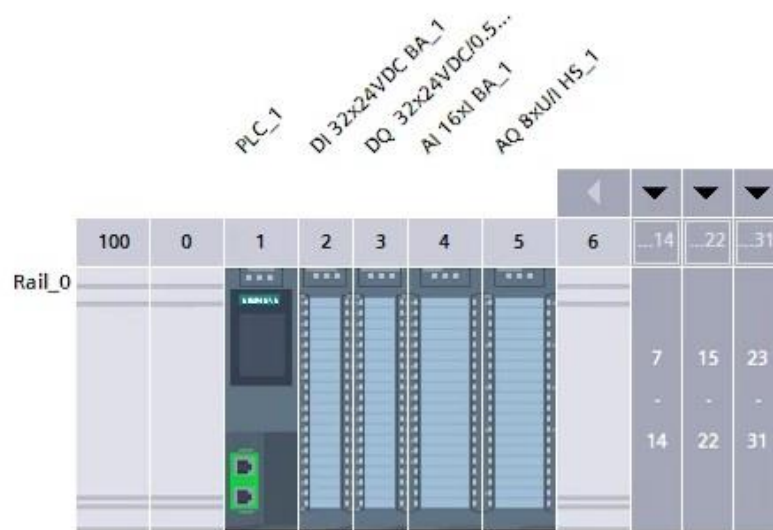 PLC_1
DI 32x24VDC BA_1
DQ 32x24VDC/0.5...
AI 16xI BA_1
AQ 8xU/I HS_1
100 0 1 2 3 4 5 6 ...14 ...22 ...31
Rail_0
SIEMENS
7 15 23
- - -
14 22 31